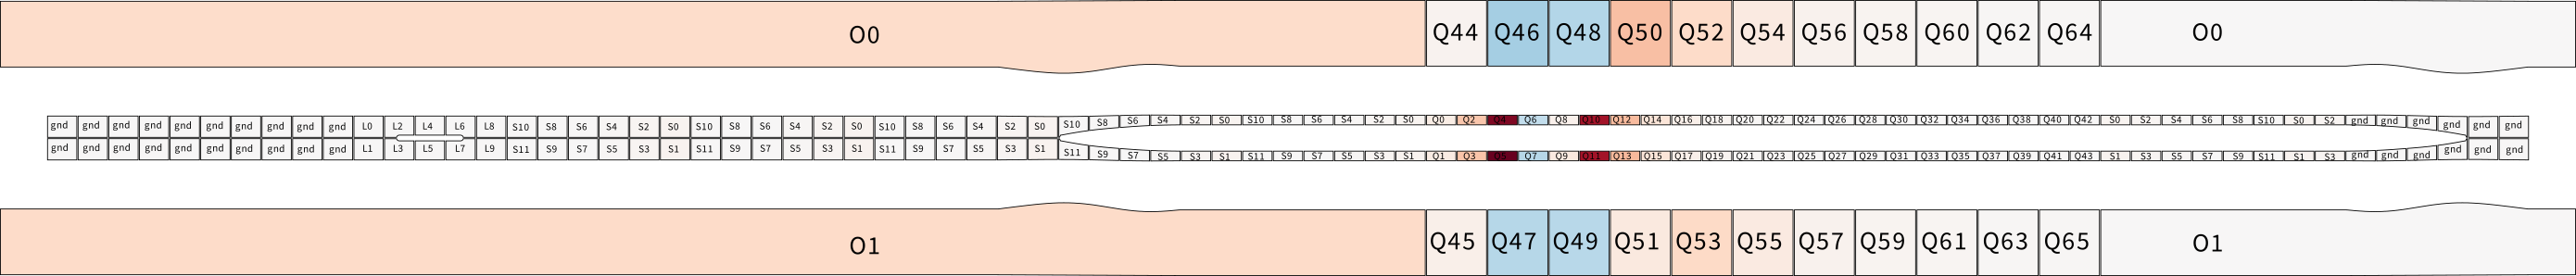 O0 Q44 Q46 Q48 Q50 Q52 Q54 Q56 Q58 Q60 Q62 Q64 O0
gnd gnd gnd gnd gnd gnd gnd gnd gnd gnd L0 L2 L4 L6 L8 S10 S8 S6 S4 S2 S0 S10 S8 S6 S4 S2 S0 S10 S8 S6 S4 S2 S0 S10 S8 S6 S4 S2 S0 S10 S8 S6 S4 S2 S0 Q0 Q2 Q4 Q6 Q8 Q10 Q12 Q14 Q16 Q18 Q20 Q22 Q24 Q26 Q28 Q30 Q32 Q34 Q36 Q38 Q40 Q42 S0 S2 S4 S6 S8 S10 S0 S2 gnd gnd gnd gnd gnd gnd
gnd gnd gnd gnd gnd gnd gnd gnd gnd gnd L1 L3 L5 L7 L9 S11 S9 S7 S5 S3 S1 S11 S9 S7 S5 S3 S1 S11 S9 S7 S5 S3 S1 S11 S9 S7 S5 S3 S1 S11 S9 S7 S5 S3 S1 Q1 Q3 Q7 Q9 Q11 Q13 Q15 Q17 Q19 Q21 Q23 Q25 Q27 Q29 Q31 Q33 Q35 Q37 Q39 Q41 Q43 S1 S3 S5 S7 S9 S11 S1 S3 gnd gnd gnd gnd gnd gnd
O1 Q45 Q47 Q49 Q51 Q53 Q55 Q57 Q59 Q61 Q63 Q65 O1